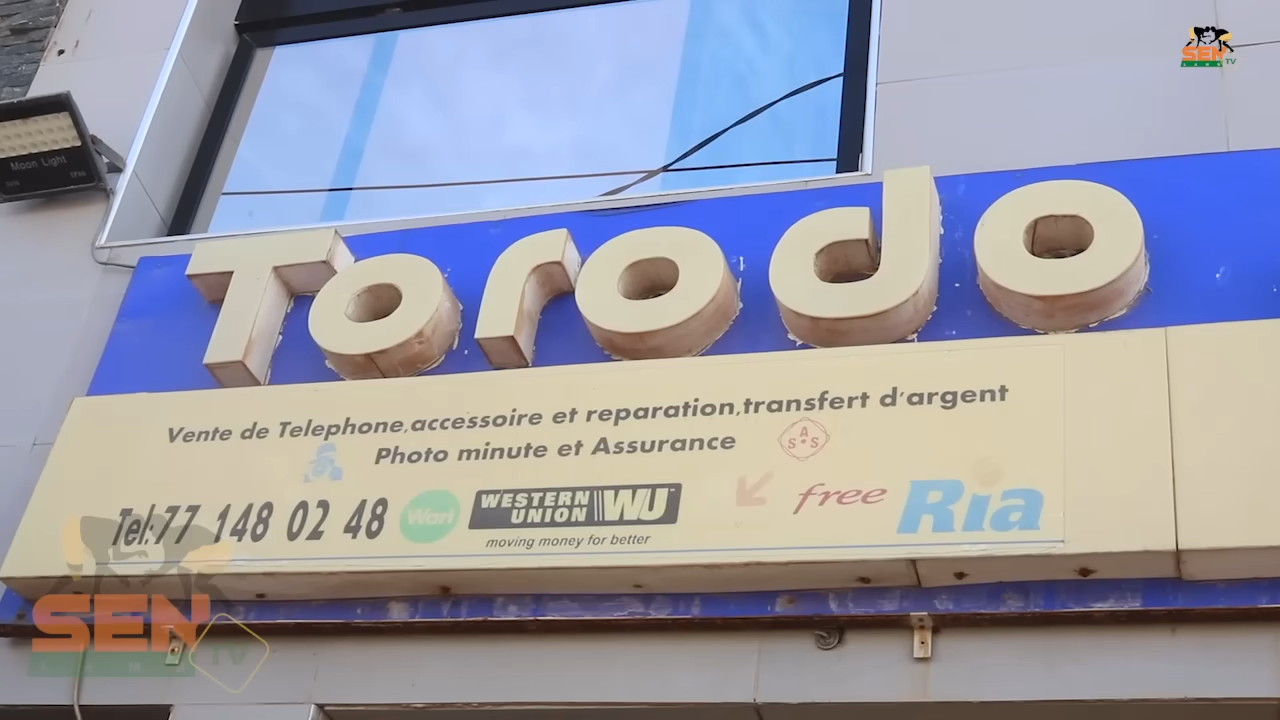 SEN
TV
Moon Light
Torodo
Vente de Telephone,accessoire et reparation,transfert d'argent
Photo minute et Assurance
A
S S
Tel:77 148 02 48
Wari
WESTERN UNION WU
moving money for better
free
Ria
SEN
TV